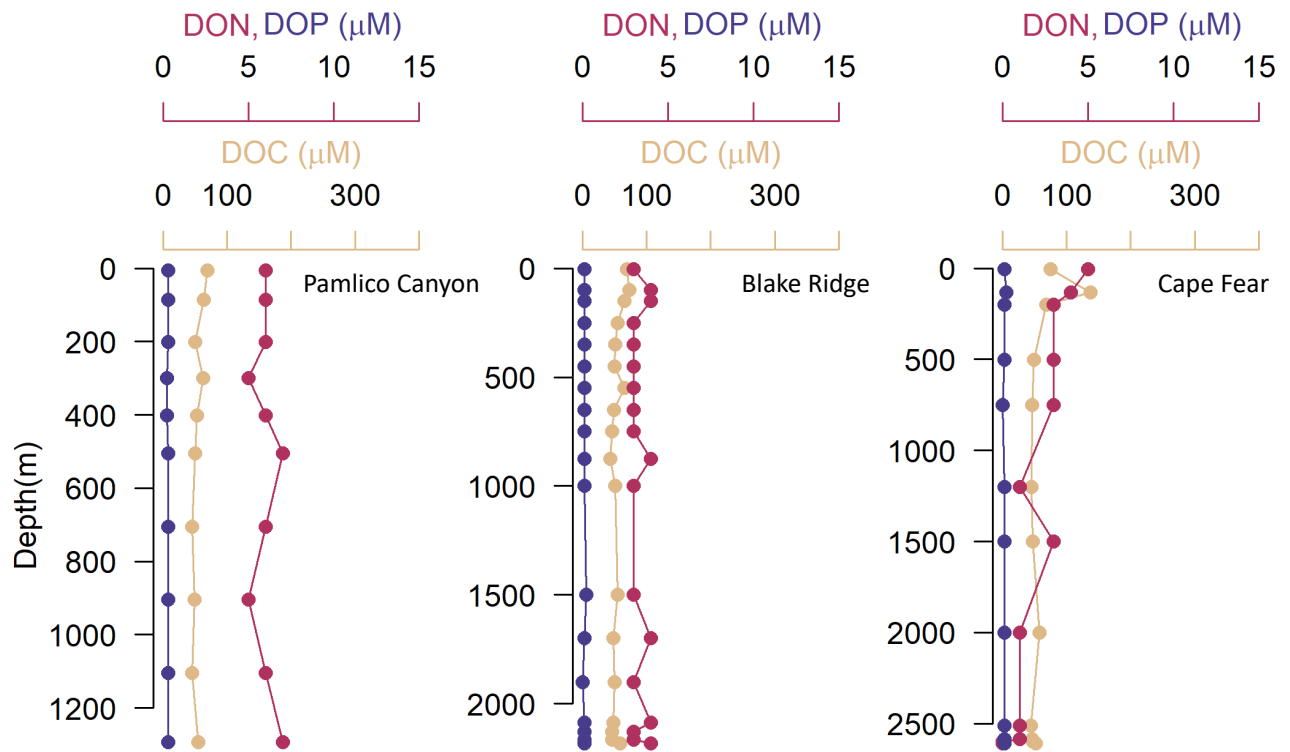 DON, DOP (μM)
0 5 10 15
DOC (μM)
0 100 300
Pamlico Canyon
Depth(m)
0
200
400
600
800
1000
1200
DON, DOP (μM)
0 5 10 15
DOC (μM)
0 100 300
Blake Ridge
0
500
1000
1500
2000
DON, DOP (μM)
0 5 10 15
DOC (μM)
0 100 300
Cape Fear
0
500
1000
1500
2000
2500